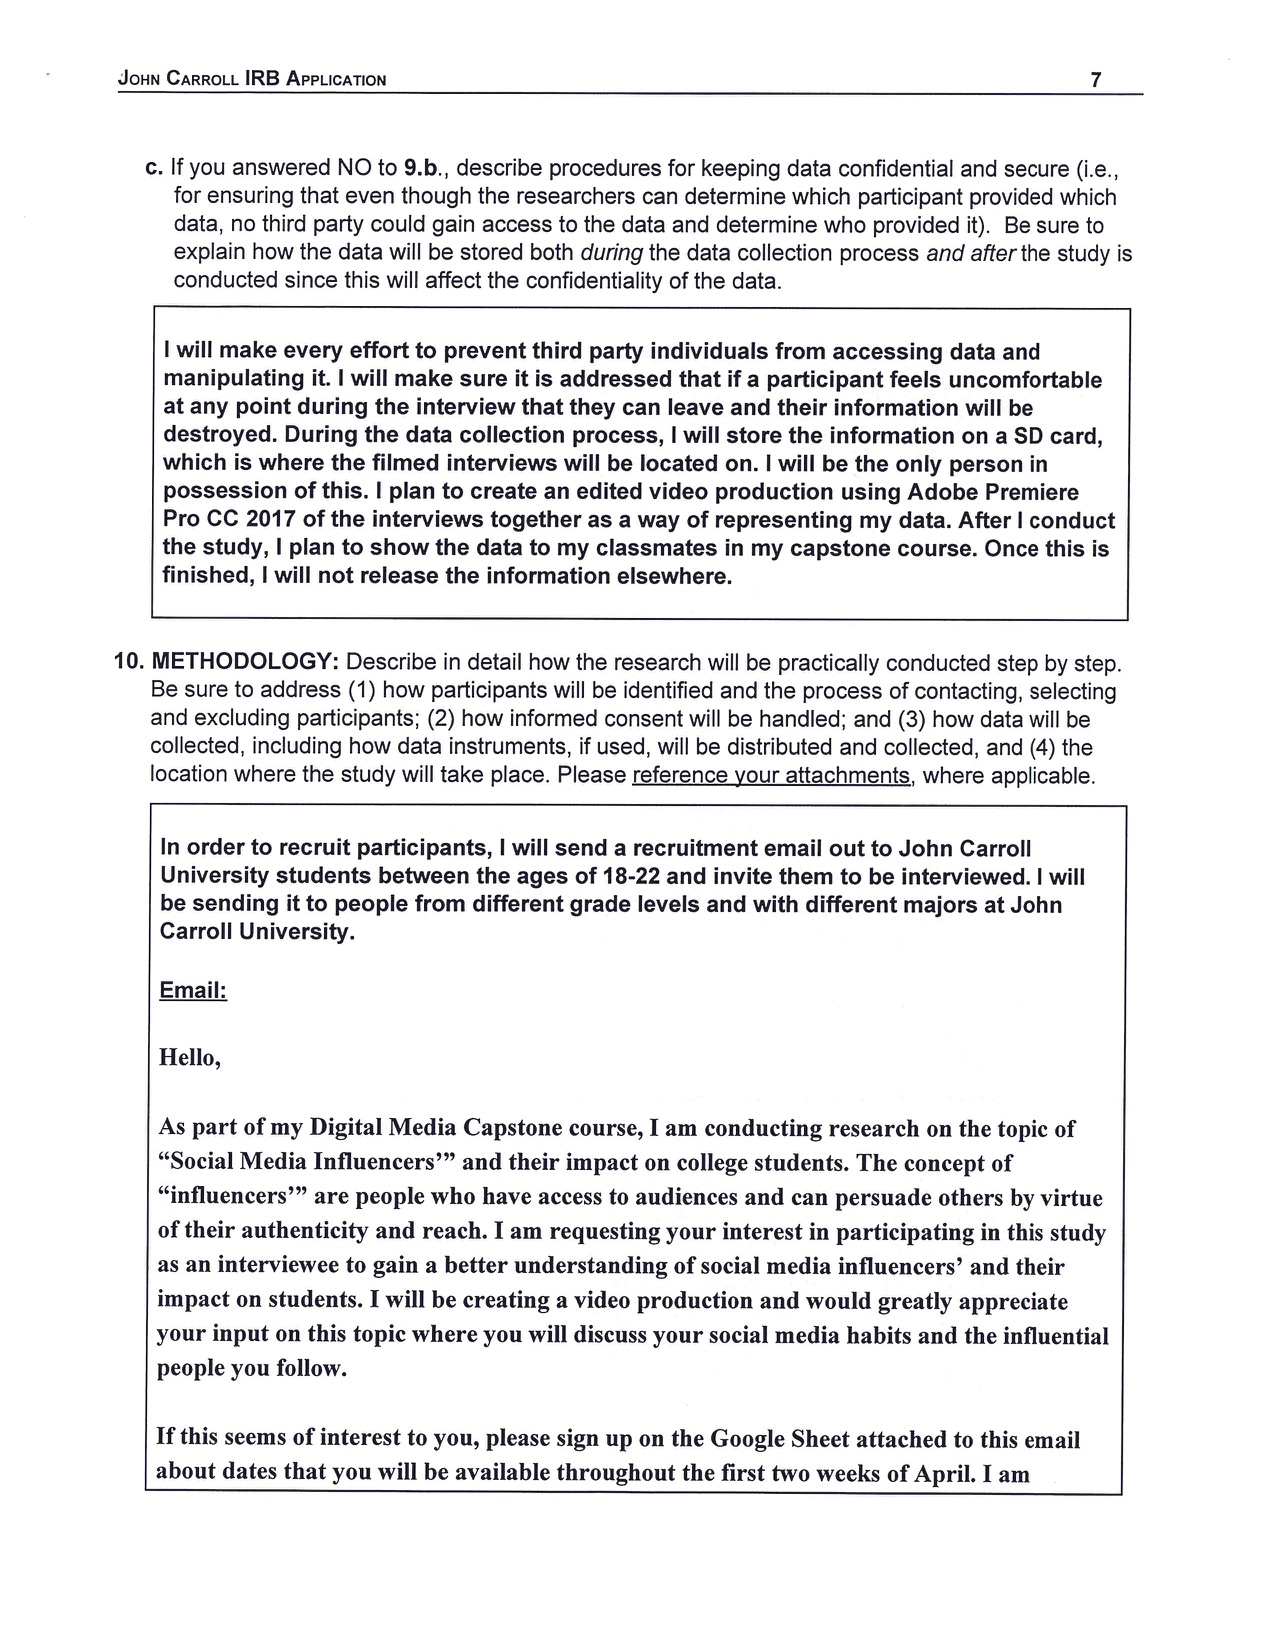 JOHN CARROLL IRB APPLICATION 7
c. If you answered NO to 9.b., describe procedures for keeping data confidential and secure (i.e.,
for ensuring that even though the researchers can determine which participant provided which
data, no third party could gain access to the data and determine who provided it). Be sure to
explain how the data will be stored both during the data collection process and after the study is
conducted since this will affect the confidentiality of the data.
I will make every effort to prevent third party individuals from accessing data and
manipulating it. I will make sure it is addressed that if a participant feels uncomfortable
at any point during the interview that they can leave and their information will be
destroyed. During the data collection process, I will store the information on a SD card,
which is where the filmed interviews will be located on. I will be the only person in
possession of this. I plan to create an edited video production using Adobe Premiere
Pro CC 2017 of the interviews together as a way of representing my data. After I conduct
the study, I plan to show the data to my classmates in my capstone course. Once this is
finished, I will not release the information elsewhere.
10. METHODOLOGY: Describe in detail how the research will be practically conducted step by step.
Be sure to address (1) how participants will be identified and the process of contacting, selecting
and excluding participants; (2) how informed consent will be handled; and (3) how data will be
collected, including how data instruments, if used, will be distributed and collected, and (4) the
location where the study will take place. Please reference your attachments, where applicable.
In order to recruit participants, I will send a recruitment email out to John Carroll
University students between the ages of 18-22 and invite them to be interviewed. I will
be sending it to people from different grade levels and with different majors at John
Carroll University.
Email:
Hello,
As part of my Digital Media Capstone course, I am conducting research on the topic of
“Social Media Influencers’” and their impact on college students. The concept of
“influencers’” are people who have access to audiences and can persuade others by virtue
of their authenticity and reach. I am requesting your interest in participating in this study
as an interviewee to gain a better understanding of social media influencers’ and their
impact on students. I will be creating a video production and would greatly appreciate
your input on this topic where you will discuss your social media habits and the influential
people you follow.
If this seems of interest to you, please sign up on the Google Sheet attached to this email
about dates that you will be available throughout the first two weeks of April. I am